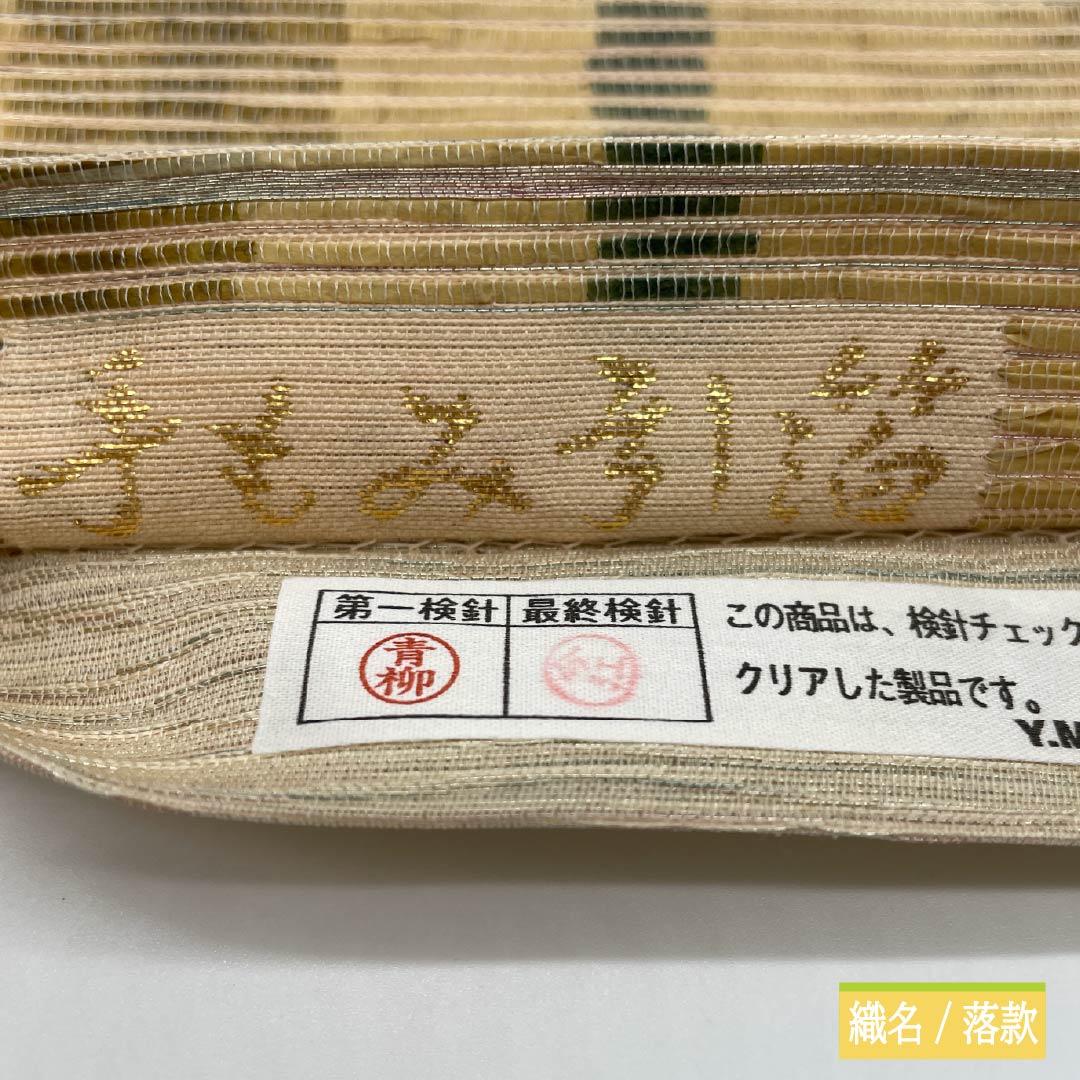 手もみ引箔
第一検針 最終検針
青柳
この商品は、検針チェック
クリアした製品です。
Y.N
織名 / 落款